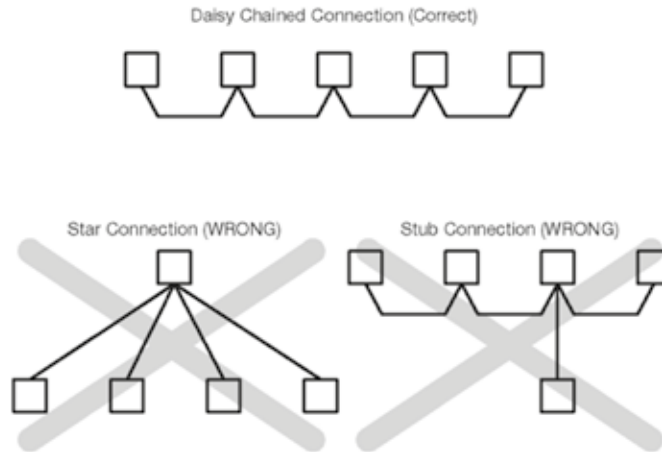 Daisy Chained Connection (Correct)
Star Connection (WRONG)
Stub Connection (WRONG)